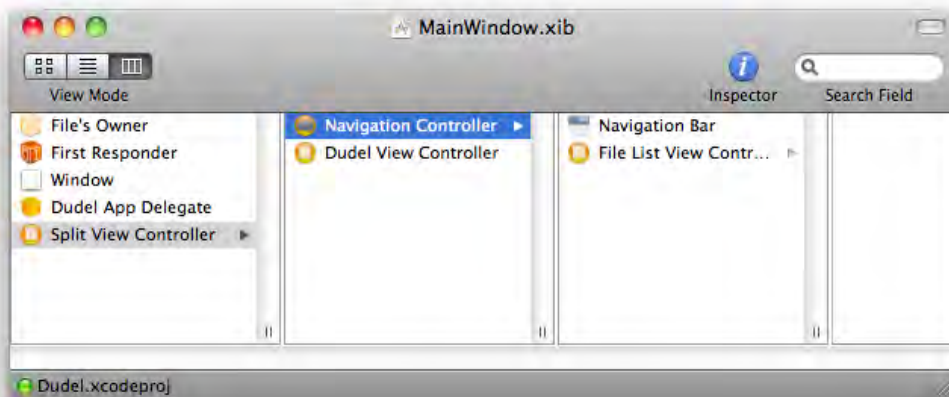 MainWindow.xib
View Mode
Inspector
Search Field
File's Owner
First Responder
Window
Dudel App Delegate
Split View Controller
Navigation Controller
Dudel View Controller
Navigation Bar
File List View Contr...
Dudel.xcodeproj